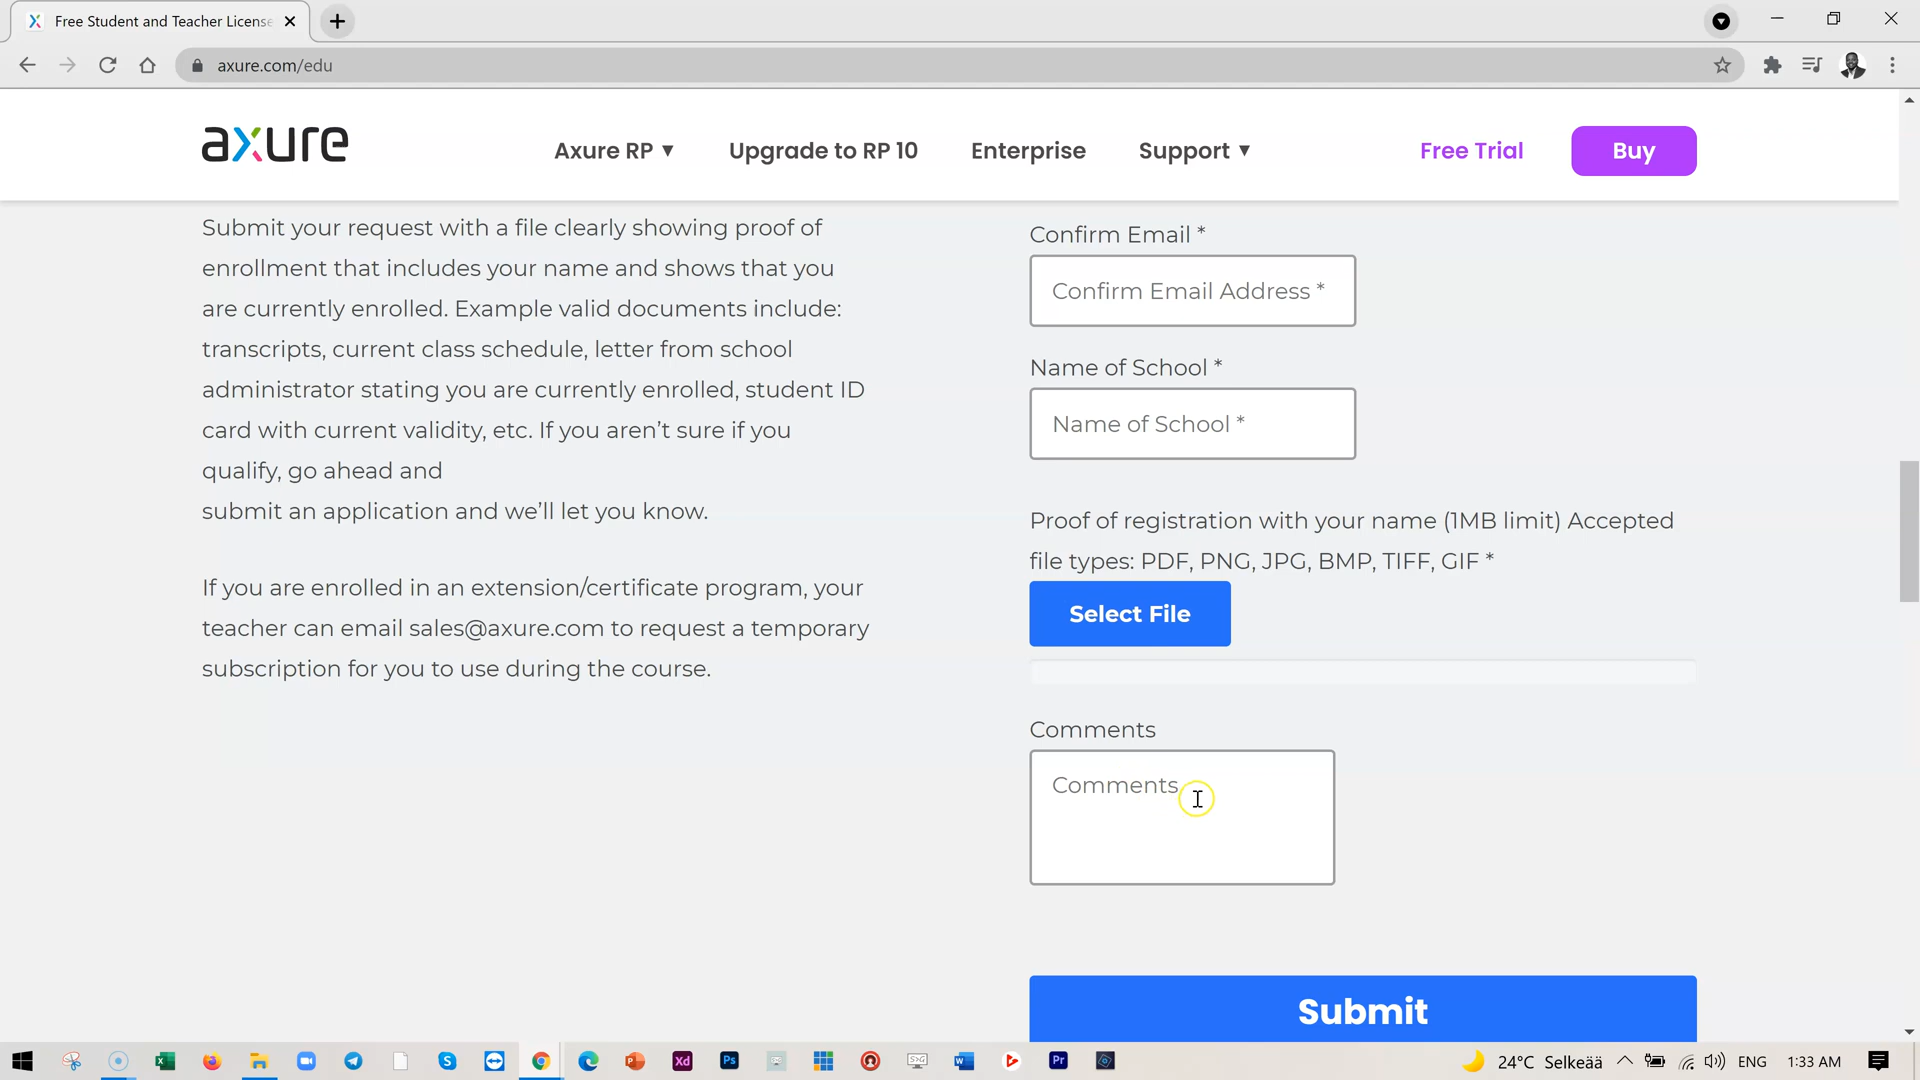 Free Student and Teacher License
axure.com/edu
axure
Axure RP ▼
Upgrade to RP 10
Enterprise
Support ▼
Free Trial
Buy
Submit your request with a file clearly showing proof of
enrollment that includes your name and shows that you
are currently enrolled. Example valid documents include:
transcripts, current class schedule, letter from school
administrator stating you are currently enrolled, student ID
card with current validity, etc. If you aren’t sure if you
qualify, go ahead and
submit an application and we’ll let you know.
If you are enrolled in an extension/certificate program, your
teacher can email sales@axure.com to request a temporary
subscription for you to use during the course.
Confirm Email *
Confirm Email Address *
Name of School *
Name of School *
Proof of registration with your name (1MB limit) Accepted
file types: PDF, PNG, JPG, BMP, TIFF, GIF *
Select File
Comments
Comments
Submit
Xd
Ps
Pr
24°C Selkeää
ENG
1:33 AM